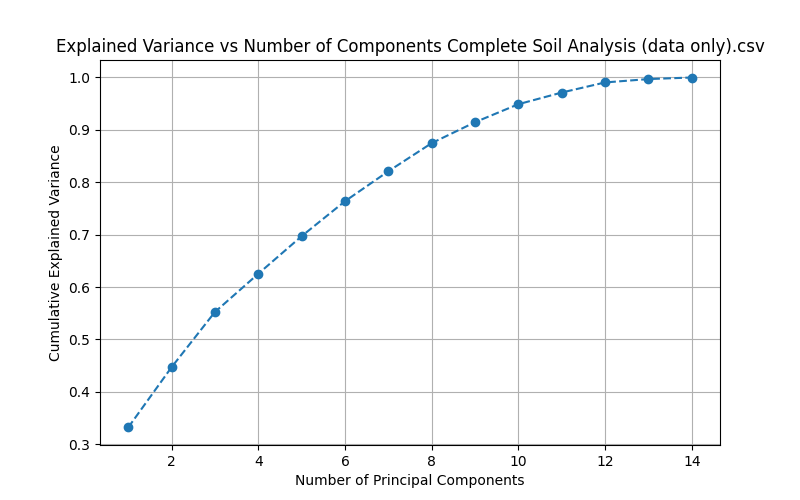 Explained Variance vs Number of Components Complete Soil Analysis (data only).csv
Cumulative Explained Variance
1.0
0.9
0.8
0.7
0.6
0.5
0.4
0.3
2 4 6 8 10 12 14
Number of Principal Components